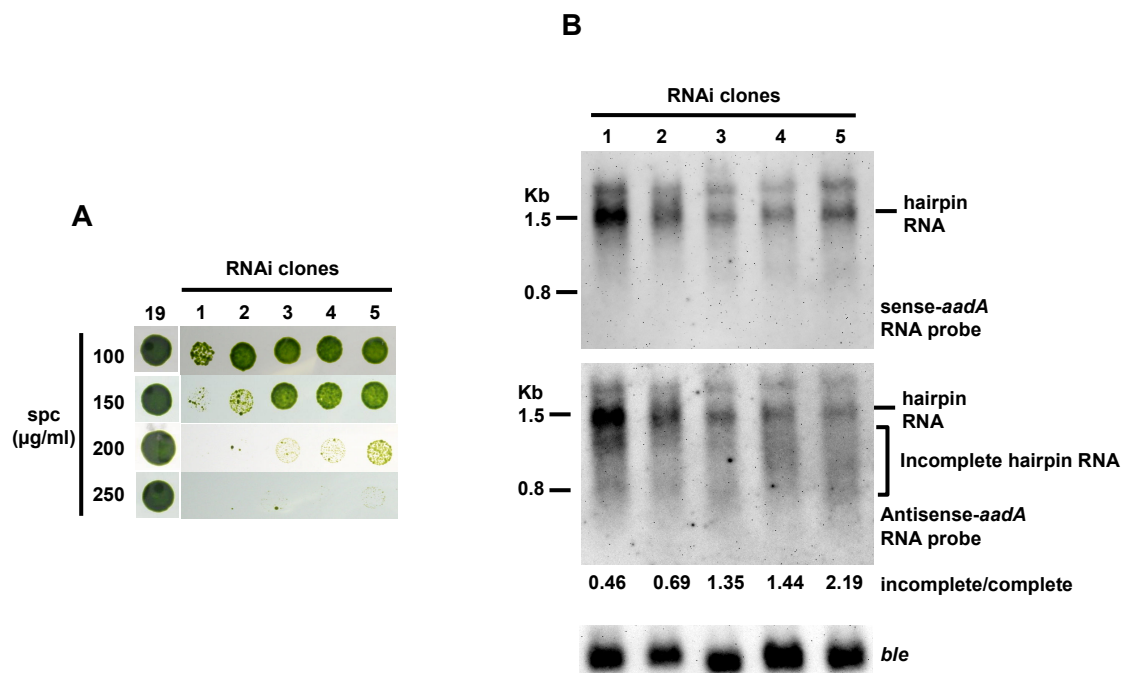 A
RNAi clones
19 1 2 3 4 5
100
150
spc
(µg/ml)
200
250
B
RNAi clones
1 2 3 4 5
Kb
1.5
hairpin
RNA
0.8
sense-aadA
RNA probe
Kb
1.5
hairpin
RNA
Incomplete hairpin RNA
0.8
Antisense-aadA
RNA probe
0.46 0.69 1.35 1.44 2.19 incomplete/complete
ble